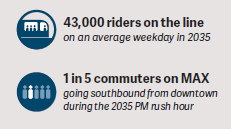 43,000 riders on the line
on an average weekday in 2035
1 in 5 commuters on MAX
going southbound from downtown
during the 2035 PM rush hour